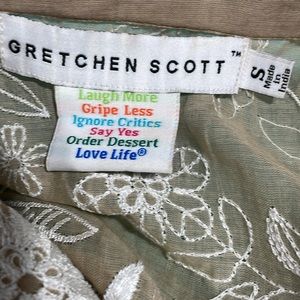 GRETCHEN SCOTT™
S
Made in
India
Laugh More
Gripe Less
Ignore Critics
Say Yes
Order Dessert
Love Life®